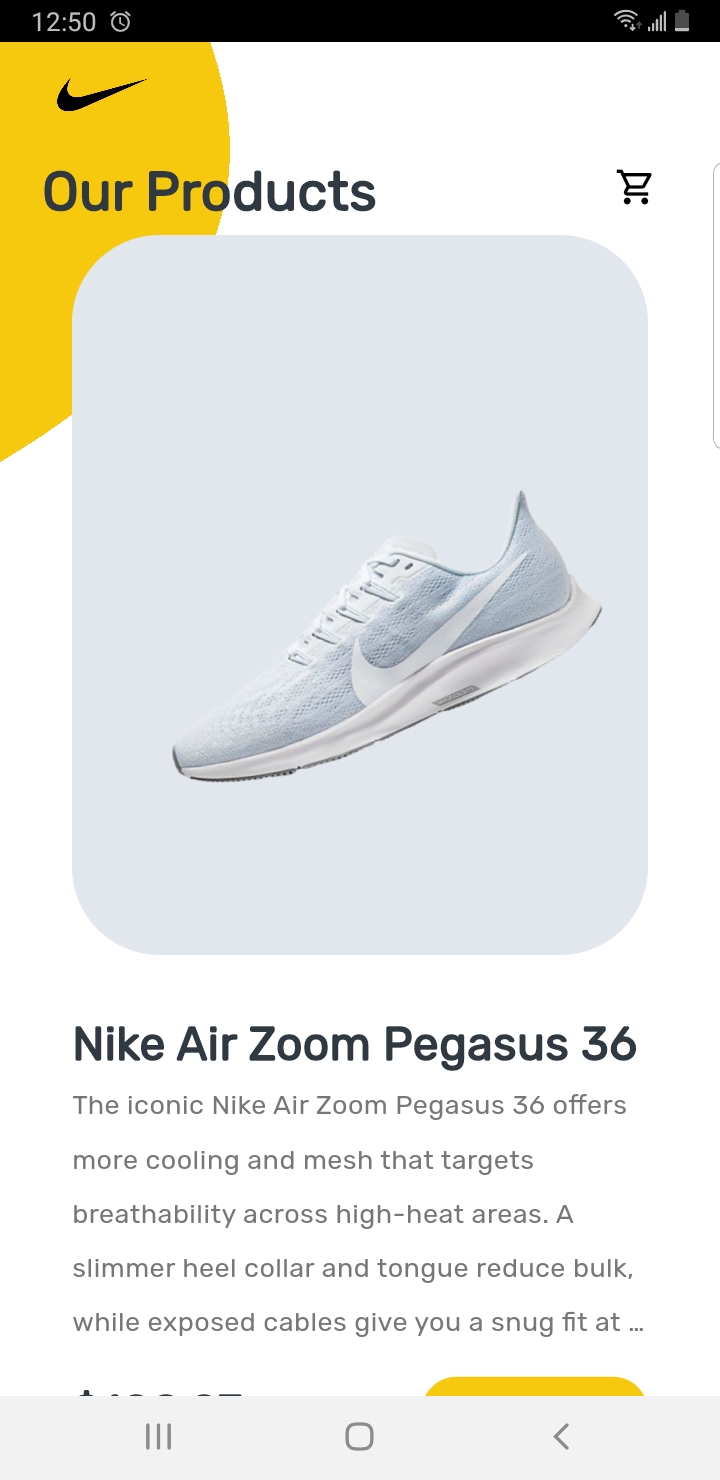 12:50
Our Products
Nike Air Zoom Pegasus 36
The iconic Nike Air Zoom Pegasus 36 offers
more cooling and mesh that targets
breathability across high-heat areas. A
slimmer heel collar and tongue reduce bulk,
while exposed cables give you a snug fit at …